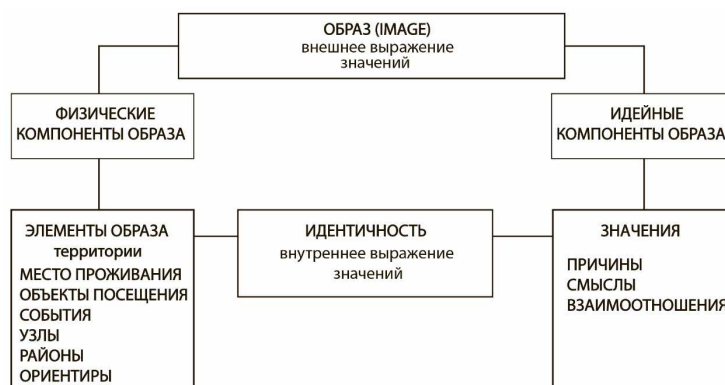 ОБРАЗ (IMAGE)
внешнее выражение
значений
ФИЗИЧЕСКИЕ
КОМПОНЕНТЫ ОБРАЗА
ИДЕЙНЫЕ
КОМПОНЕНТЫ ОБРАЗА
ЭЛЕМЕНТЫ ОБРАЗА
территории
МЕСТО ПРОЖИВАНИЯ
ОБЪЕКТЫ ПОСЕЩЕНИЯ
СОБЫТИЯ
УЗЛЫ
РАЙОНЫ
ОРИЕНТИРЫ
ИДЕНТИЧНОСТЬ
внутреннее выражение
значений
ЗНАЧЕНИЯ
ПРИЧИНЫ
СМЫСЛЫ
ВЗАИМООТНОШЕНИЯ